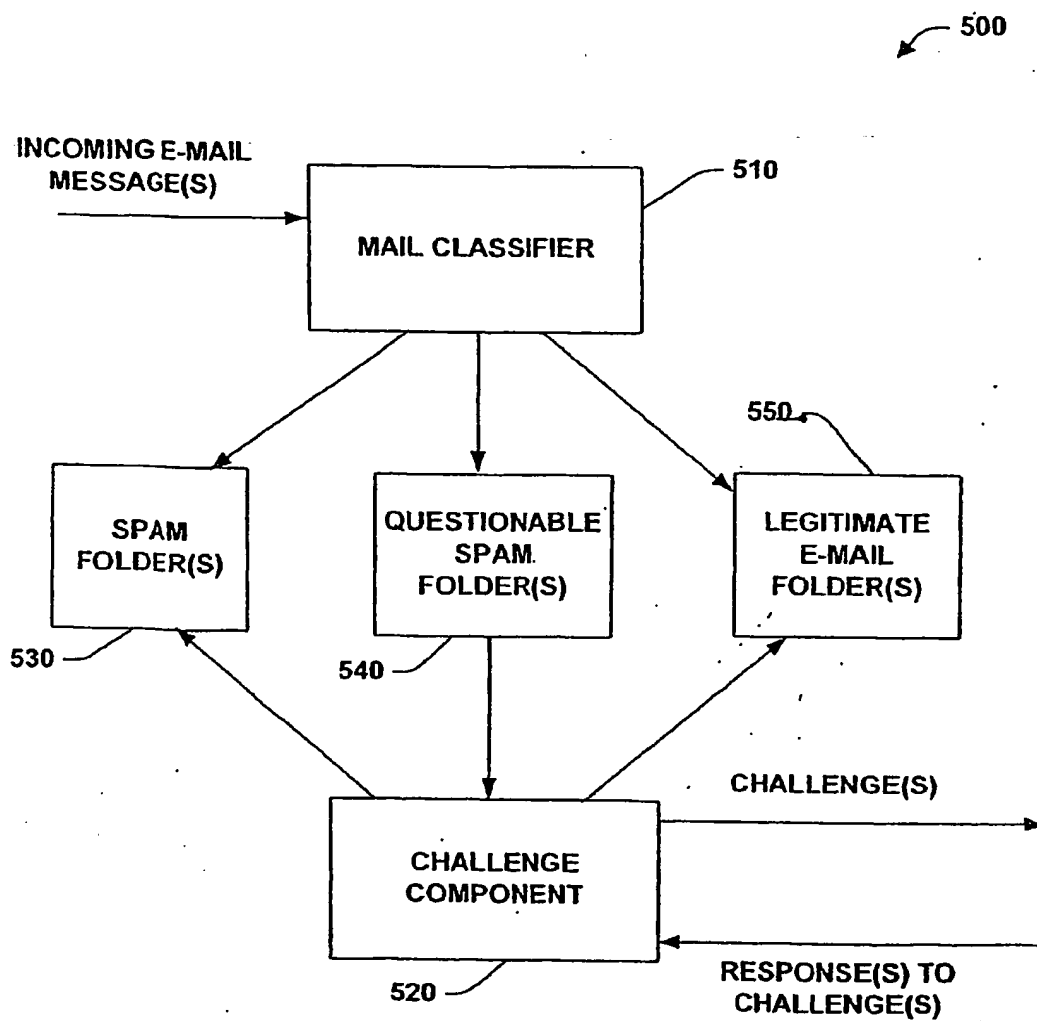 500
INCOMING E-MAIL
MESSAGE(S)
510
MAIL CLASSIFIER
550
SPAM
FOLDER(S)
QUESTIONABLE
SPAM
FOLDER(S)
LEGITIMATE
E-MAIL
FOLDER(S)
530
540
CHALLENGE(S)
CHALLENGE
COMPONENT
520
RESPONSE(S) TO
CHALLENGE(S)